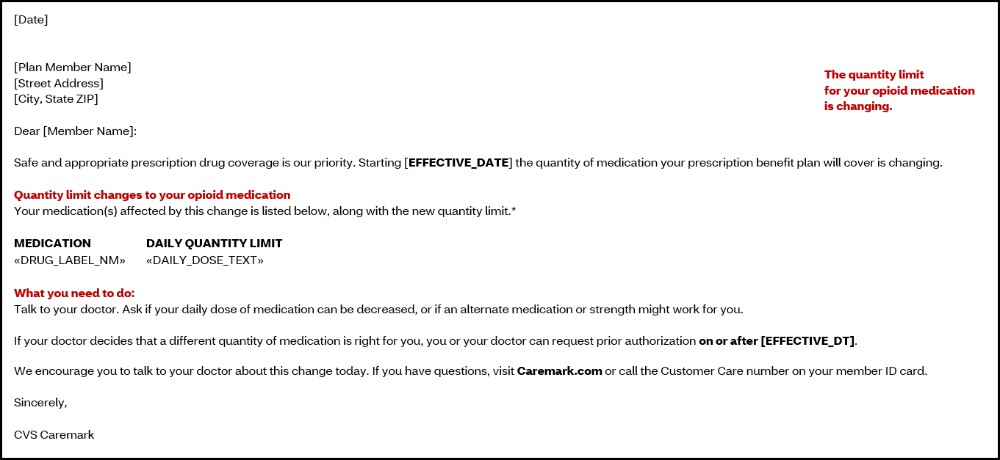 [Date]
[Plan Member Name]
[Street Address]
[City, State ZIP]
The quantity limit
for your opioid medication
is changing.
Dear [Member Name]:
Safe and appropriate prescription drug coverage is our priority. Starting [EFFECTIVE_DATE] the quantity of medication your prescription benefit plan will cover is changing.
Quantity limit changes to your opioid medication
Your medication(s) affected by this change is listed below, along with the new quantity limit.*
MEDICATION DAILY QUANTITY LIMIT
«DRUG_LABEL_NM» «DAILY_DOSE_TEXT»
What you need to do:
Talk to your doctor. Ask if your daily dose of medication can be decreased, or if an alternate medication or strength might work for you.
If your doctor decides that a different quantity of medication is right for you, you or your doctor can request prior authorization on or after [EFFECTIVE_DT].
We encourage you to talk to your doctor about this change today. If you have questions, visit Caremark.com or call the Customer Care number on your member ID card.
Sincerely,
CVS Caremark